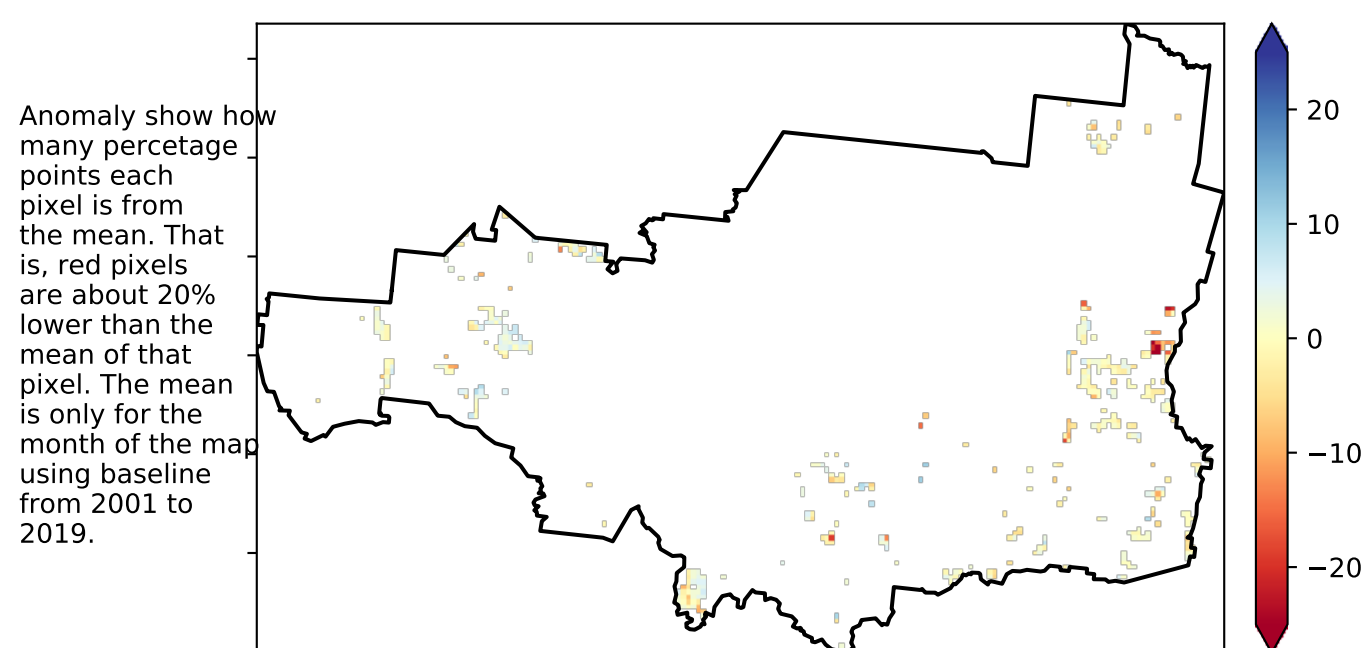 Anomaly show how
many percetage
points each
pixel is from
the mean. That
is, red pixels
are about 20%
lower than the
mean of that
pixel. The mean
is only for the
month of the map
using baseline
from 2001 to
2019.
20
10
0
−10
−20